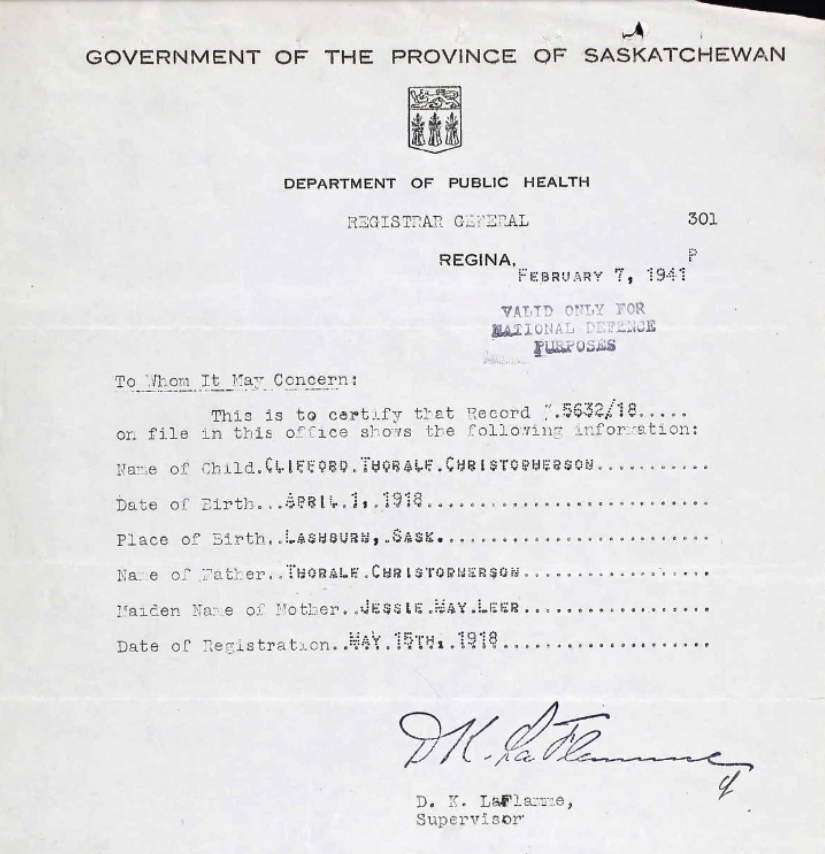 GOVERNMENT OF THE PROVINCE OF SASKATCHEWAN
DEPARTMENT OF PUBLIC HEALTH
REGISTRAR GENERAL 301
REGINA, P
FEBRUARY 7, 1941
VALID ONLY FOR
NATIONAL DEFENCE
PURPOSES
To Whom It May Concern:
This is to certify that Record .5632/18.....
on file in this office shows the following information:
Name of Child.CLIFFORD.THORALF.CHRISTOPHERSON...........
Date of Birth...APRIL.1,.1918............................
Place of Birth..LASHBURN,.SASK...........................
Name of Father..THORALF.CHRISTOPHERSON...................
Maiden Name of Mother..JESSIE.MAY.LEER...................
Date of Registration..MAY.15TH,.1918.....................
D K. LaFlamme
D. K. LaFlamme,
Supervisor